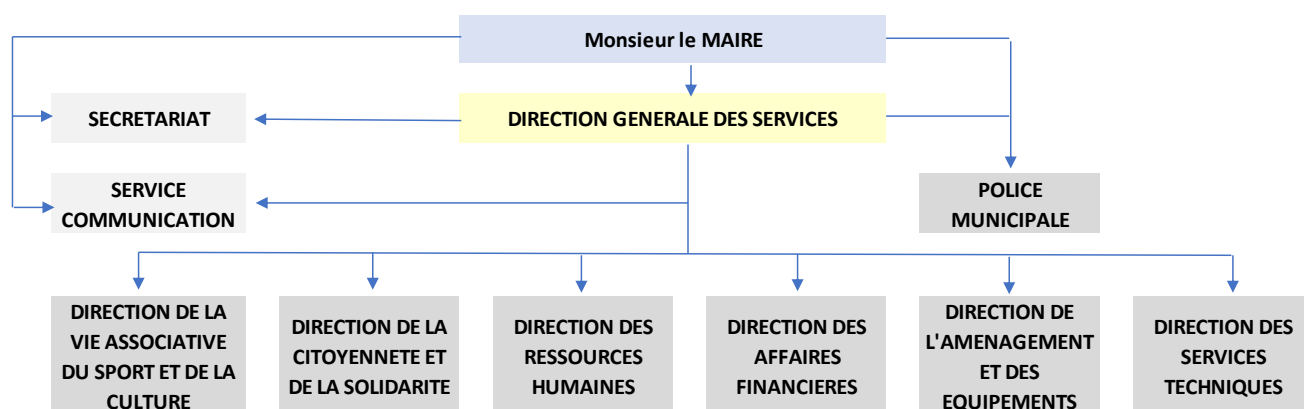 Monsieur le MAIRE
SECRETARIAT
DIRECTION GENERALE DES SERVICES
SERVICE
COMMUNICATION
POLICE
MUNICIPALE
DIRECTION DE LA
VIE ASSOCIATIVE
DU SPORT ET DE LA
CULTURE
DIRECTION DE LA
CITOYENNETE ET
DE LA SOLIDARITE
DIRECTION DES
RESSOURCES
HUMAINES
DIRECTION DES
AFFAIRES
FINANCIERES
DIRECTION DE
L'AMENAGEMENT
ET DES
EQUIPEMENTS
DIRECTION DES
SERVICES
TECHNIQUES